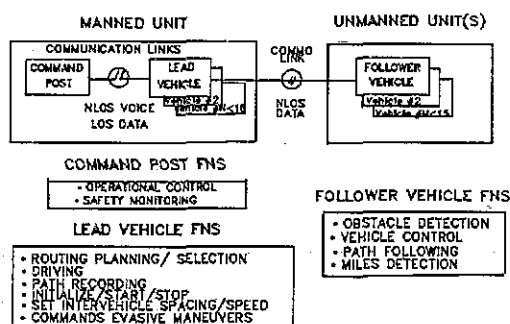 MANNED UNIT
UNMANNED UNIT(S)
COMMUNICATION LINKS
COMMAND
POST
LEAD
VEHICLE
Vehicle #2
NLOS VOICE
LOS DATA
COMMO
LINK
NLOS
DATA
FOLLOWER
VEHICLE
Vehicle #2
COMMAND POST FNS
• OPERATIONAL CONTROL
• SAFETY MONITORING
LEAD VEHICLE FNS
• ROUTING PLANNING/ SELECTION
• DRIVING
• PATH RECORDING
• INITIALIZE/START/STOP
• SET INTERVEHICLE SPACING/SPEED
• COMMANDS EVASIVE MANEUVERS
FOLLOWER VEHICLE FNS
• OBSTACLE DETECTION
• VEHICLE CONTROL
• PATH FOLLOWING
• MILES DETECTION